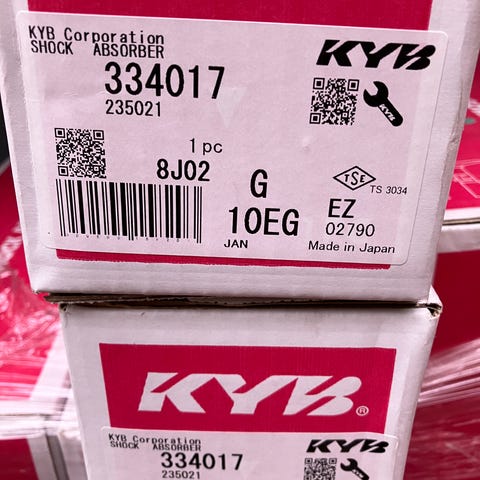 KYB Corporation
SHOCK ABSORBER
KYB
334017
235021
KYB
1 pc
8J02
G
10EG
JAN
TSE
TS 3034
EZ
02790
Made in Japan
KYB®
KYB Corporation
SHOCK ABSORBER
KYB
334017
235021